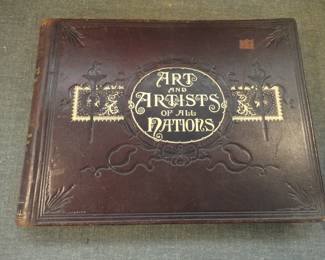 ART
AND
ARTISTS
OF ALL
NATIONS